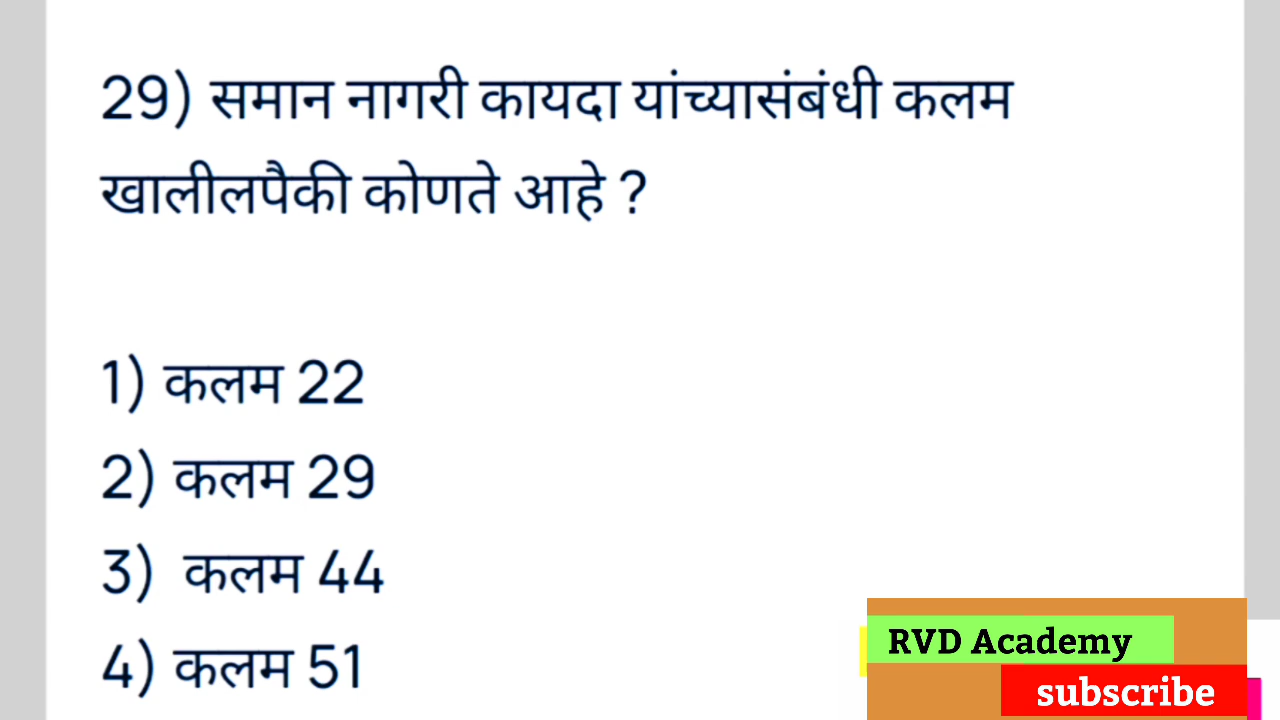 29) समान नागरी कायदा यांच्यासंबंधी कलम
खालीलपैकी कोणते आहे ?
1) कलम 22
2) कलम 29
3) कलम 44
4) कलम 51
RVD Academy
subscribe